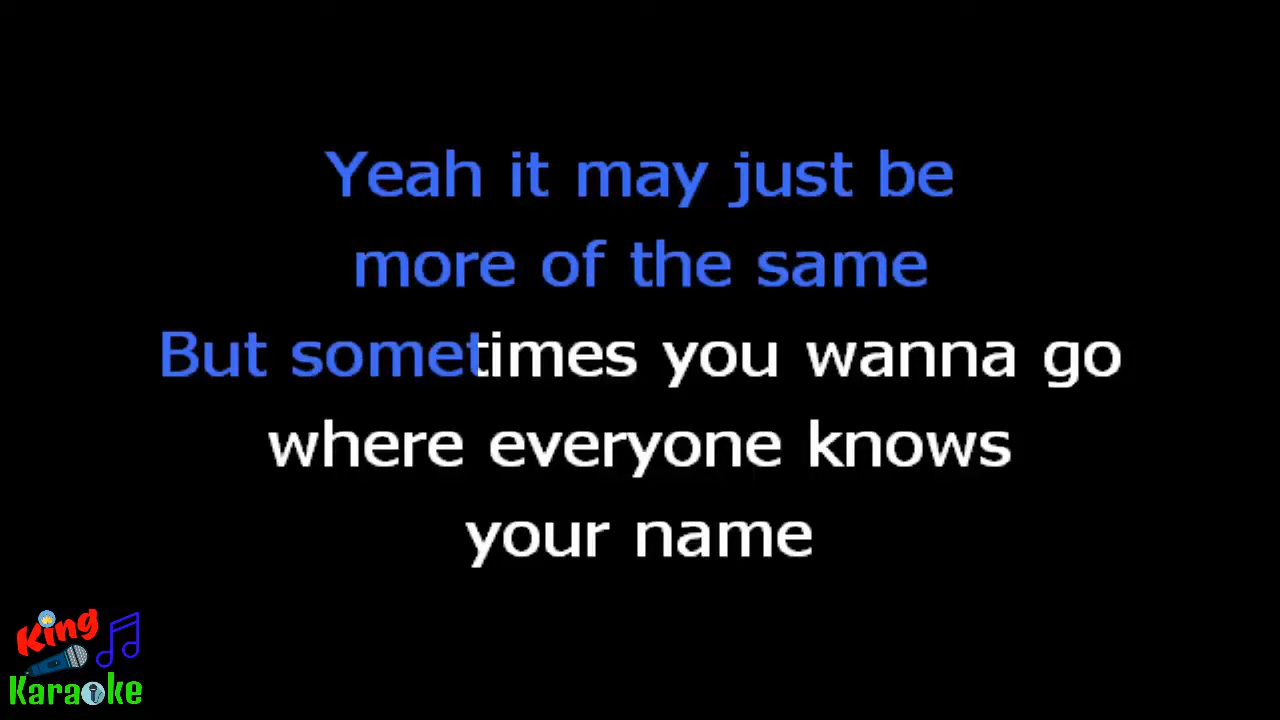 Yeah it may just be
more of the same
But sometimes you wanna go
where everyone knows
your name
King
Karaoke